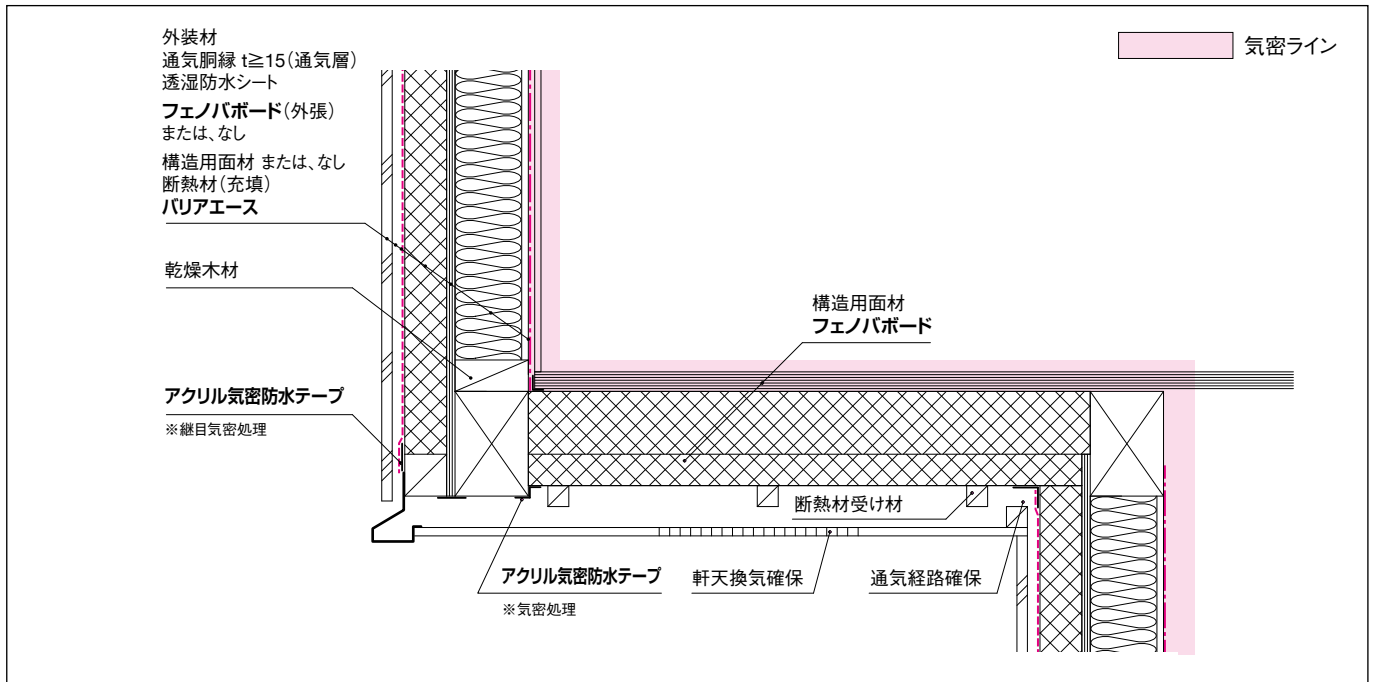 外装材
通気胴縁 t≧15(通気層)
透湿防水シート
フェノバボード(外張)
または、なし
構造用面材 または、なし
断熱材(充填)
バリアエース
乾燥木材
アクリル気密防水テープ
※継目気密処理
気密ライン
構造用面材
フェノバボード
断熱材受け材
アクリル気密防水テープ
※気密処理
軒天換気確保
通気経路確保